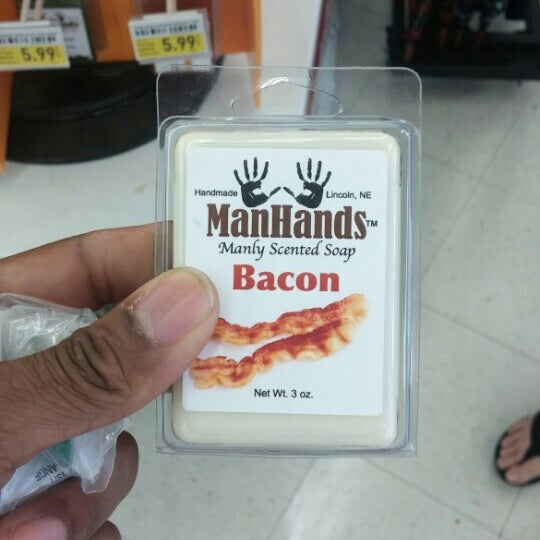 5.99
5.99
Handmade Lincoln, NE
ManHands™
Manly Scented Soap
Bacon
Net Wt. 3 oz.